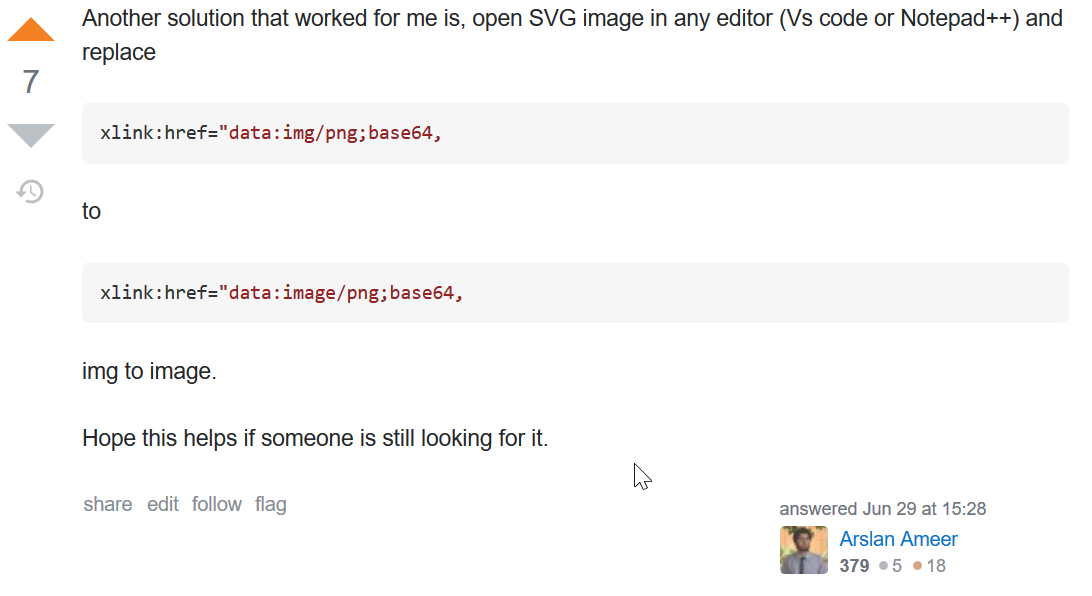 Another solution that worked for me is, open SVG image in any editor (Vs code or Notepad++) and
replace
7
xlink:href="data:img/png;base64,
to
xlink:href="data:image/png;base64,
img to image.
Hope this helps if someone is still looking for it.
share edit follow flag
answered Jun 29 at 15:28
Arslan Ameer
379 5 18